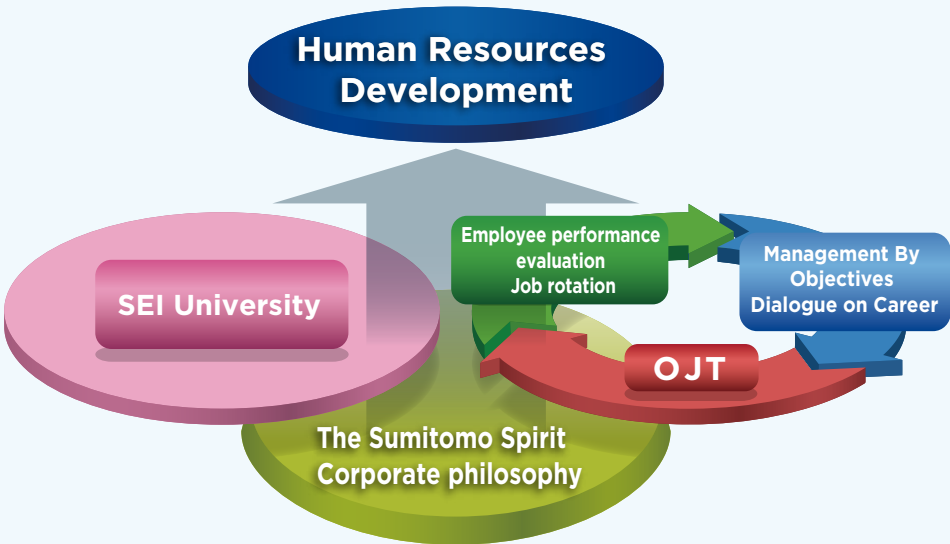 Human Resources
Development
Employee performance
evaluation
Job rotation
Management By
Objectives
Dialogue on Career
SEI University
OJT
The Sumitomo Spirit
Corporate philosophy